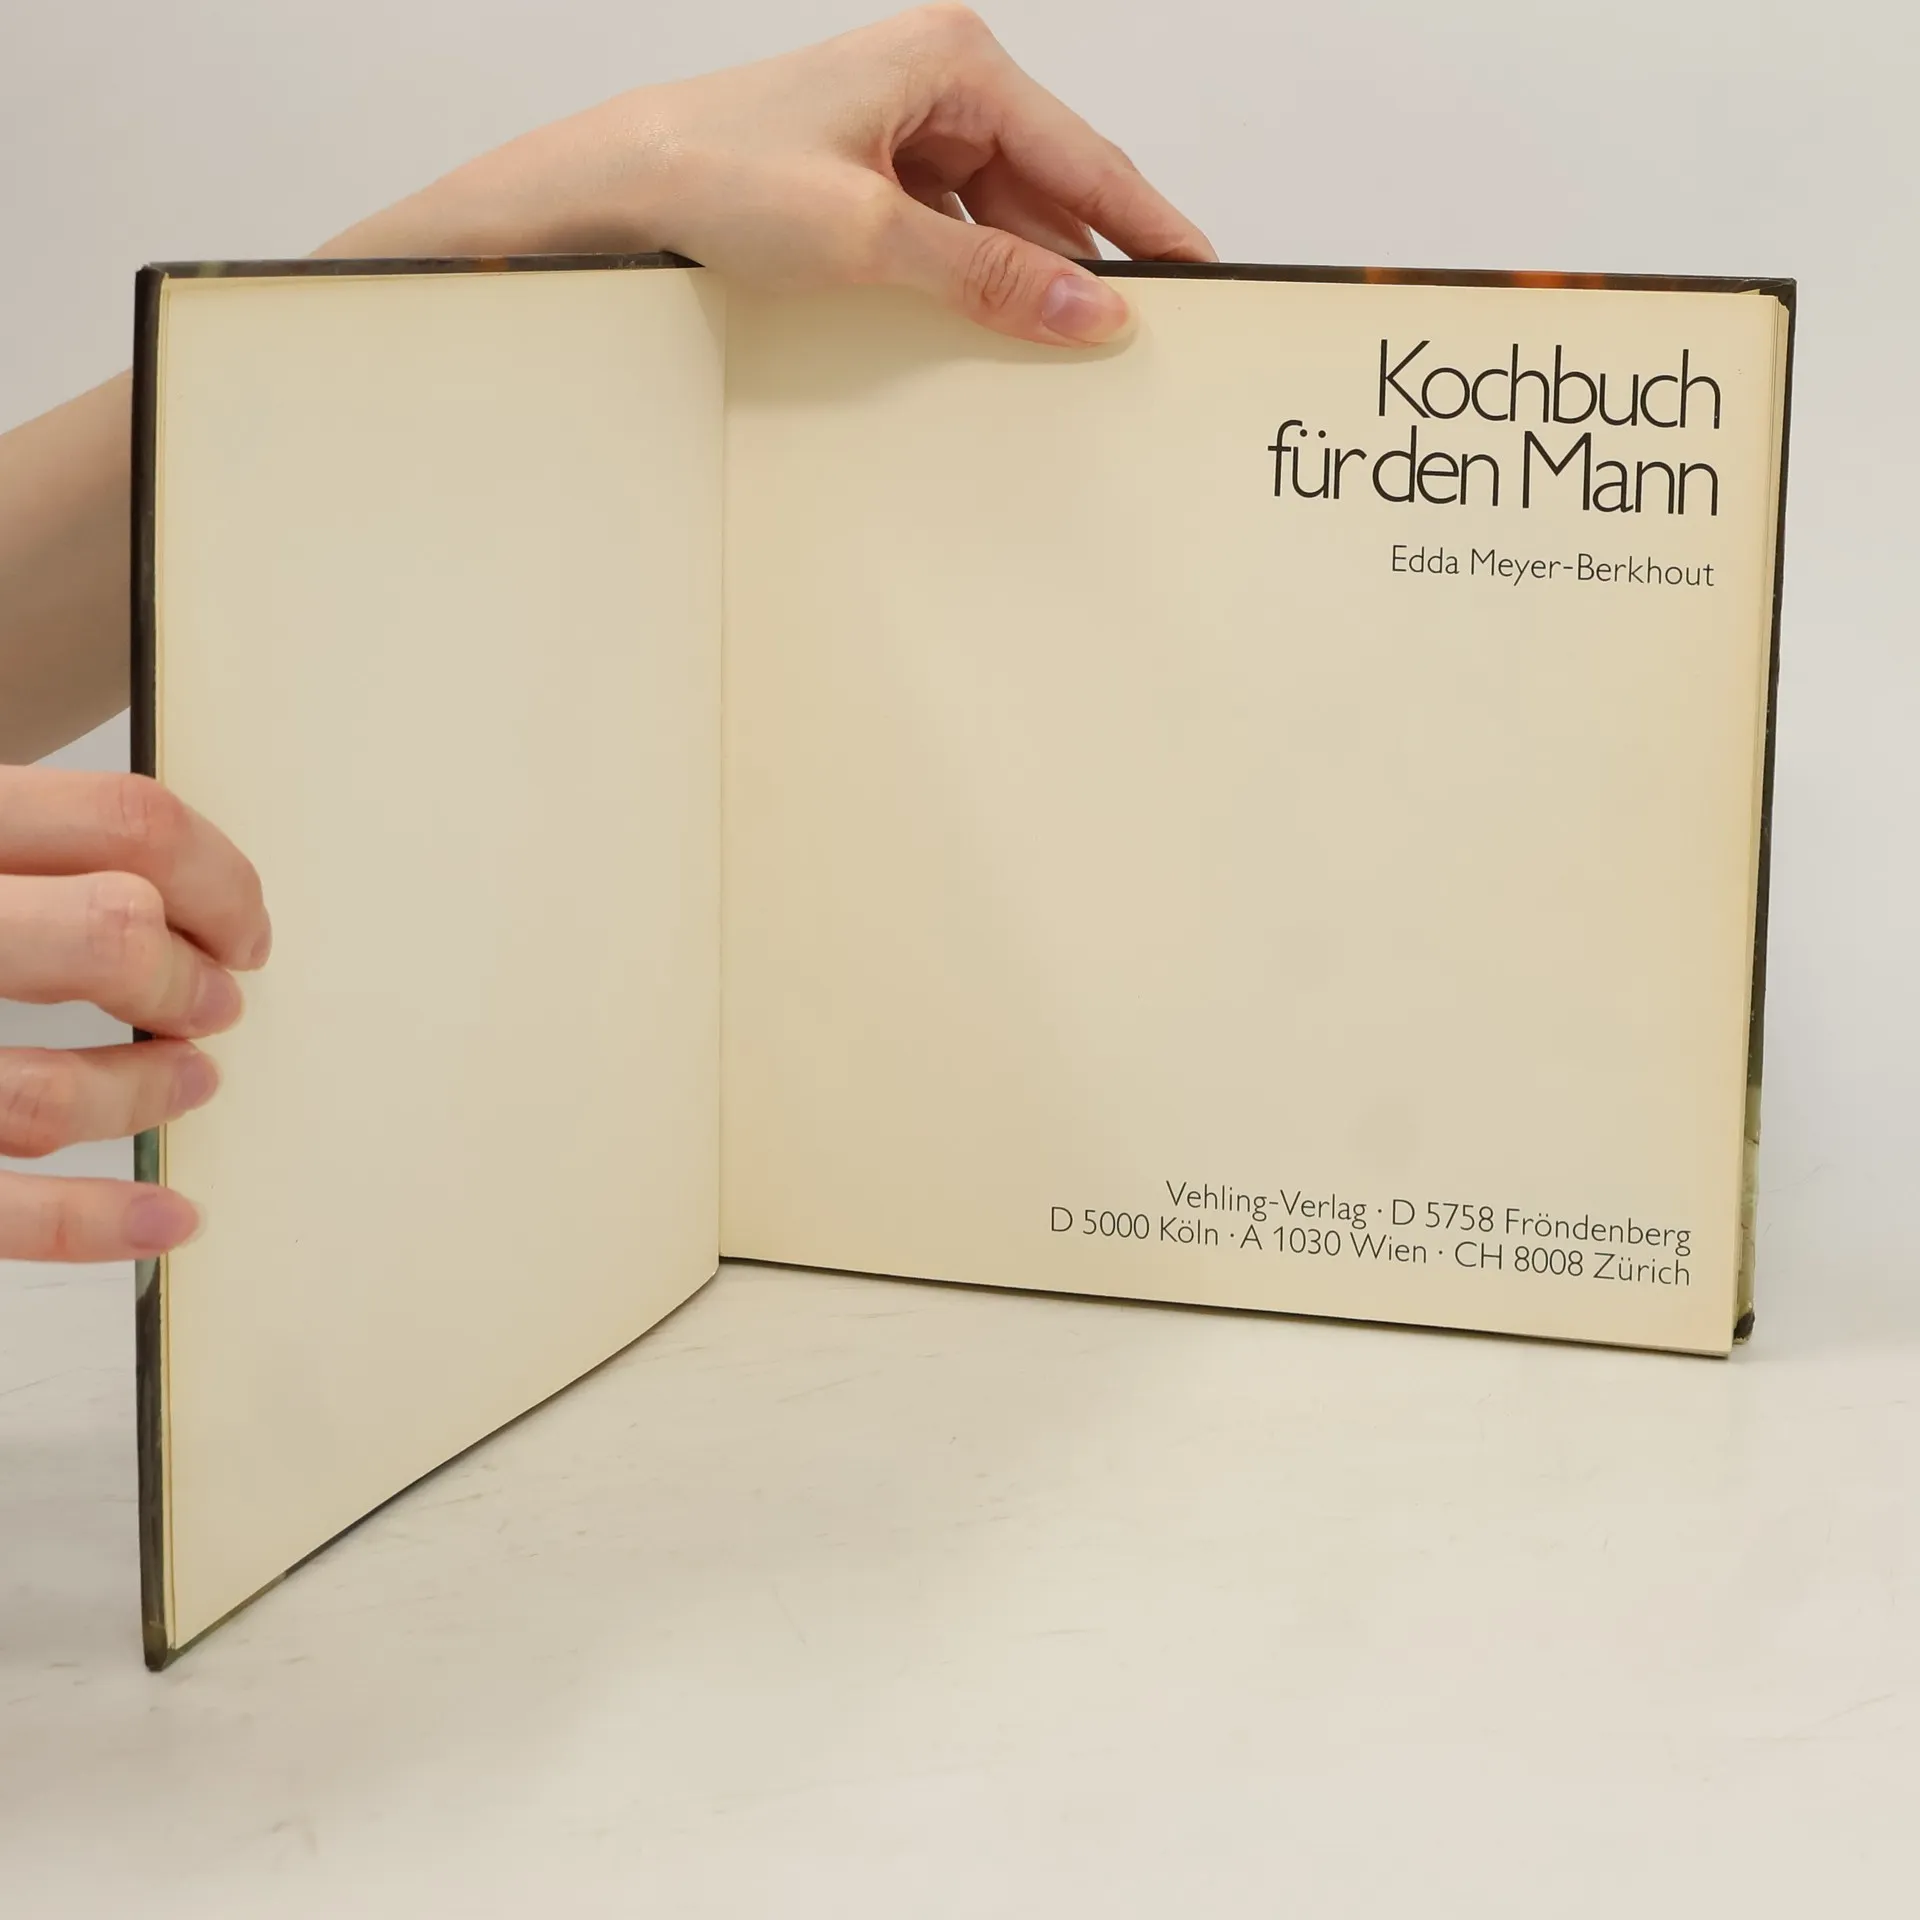 Kochbuch
für den Mann
Edda Meyer-Berkhout
Vehling-Verlag · D 5758 Fröndenberg
D 5000 Köln · A 1030 Wien · CH 8008 Zürich